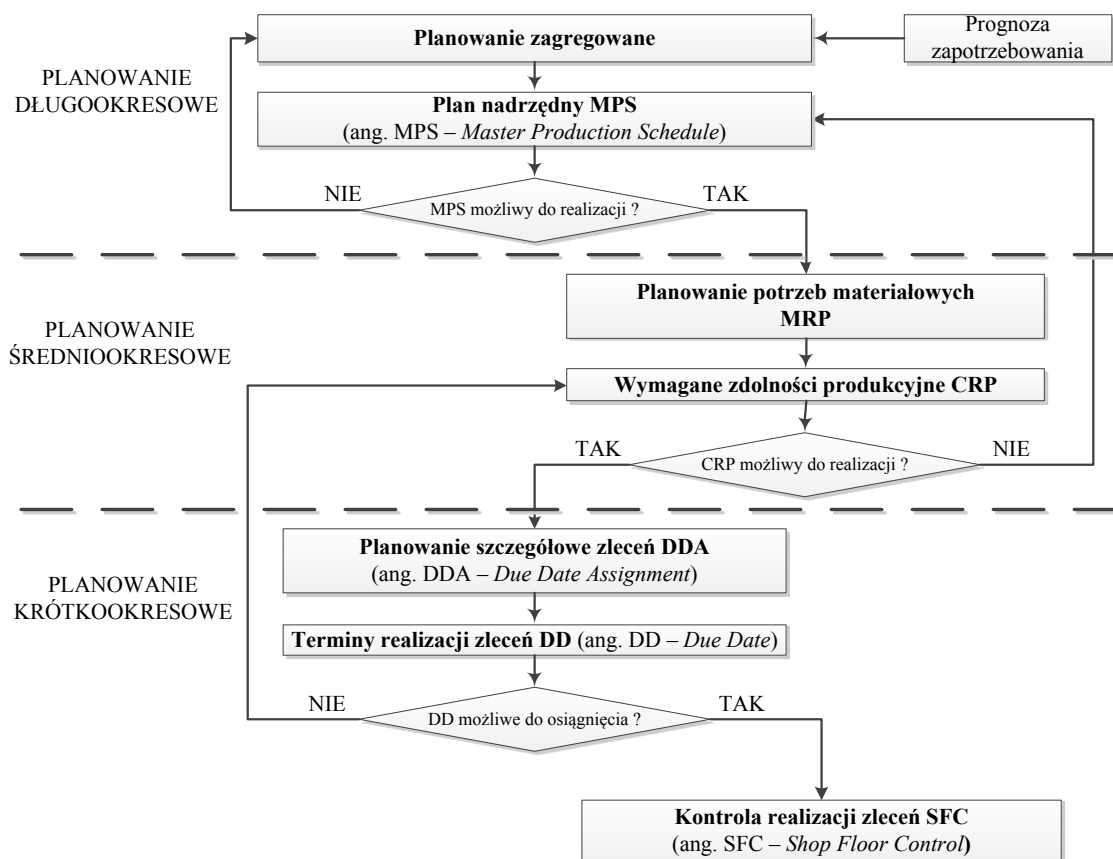 Planowanie zagregowane
Prognoza
zapotrzebowania
PLANOWANIE
DŁUGOOKRESOWE
Plan nadrzędny MPS
(ang. MPS – Master Production Schedule)
NIE
TAK
MPS możliwy do realizacji ?
Planowanie potrzeb materiałowych
MRP
PLANOWANIE
ŚREDNIOOKRESOWE
Wymagane zdolności produkcyjne CRP
TAK
NIE
CRP możliwy do realizacji ?
Planowanie szczegółowe zleceń DDA
(ang. DDA – Due Date Assignment)
PLANOWANIE
KRÓTKOOKRESOWE
Terminy realizacji zleceń DD (ang. DD – Due Date)
NIE
TAK
DD możliwe do osiągnięcia ?
Kontrola realizacji zleceń SFC
(ang. SFC – Shop Floor Control)